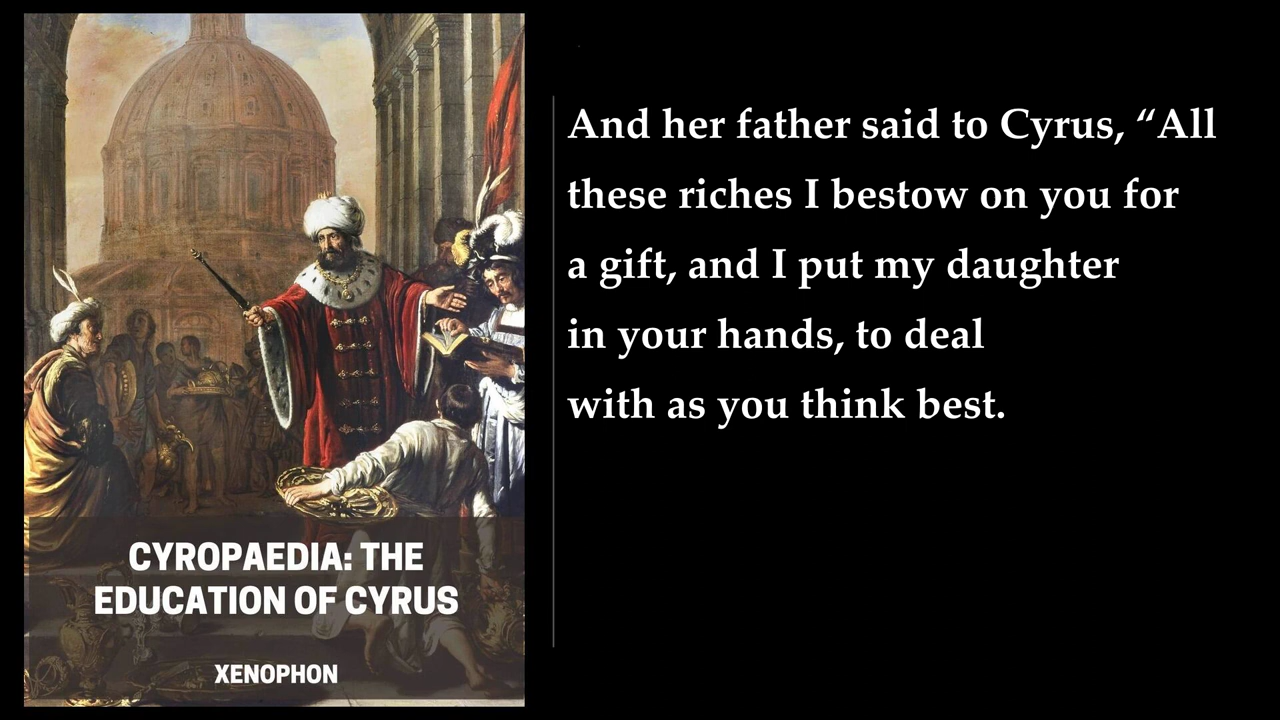 CYROPAEDIA: THE
EDUCATION OF CYRUS
XENOPHON
And her father said to Cyrus, “All
these riches I bestow on you for
a gift, and I put my daughter
in your hands, to deal
with as you think best.